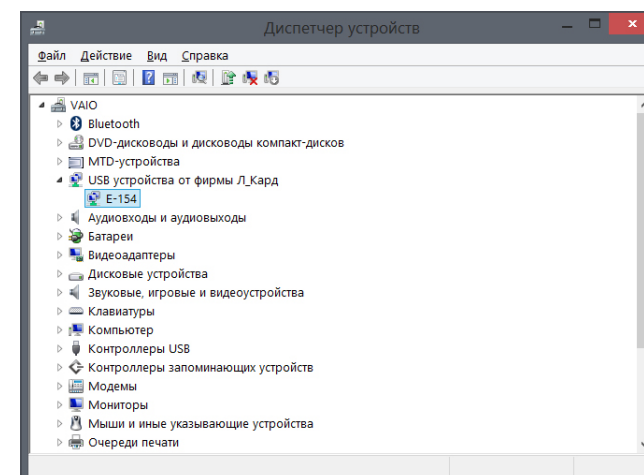 Диспетчер устройств
Файл Действие Вид Справка
VAIO
Bluetooth
DVD-дисководы и дисководы компакт-дисков
MTD-устройства
USB устройства от фирмы Л_Кард
E-154
Аудиовходы и аудиовыходы
Батареи
Видеоадаптеры
Дисковые устройства
Звуковые, игровые и видеоустройства
Клавиатуры
Компьютер
Контроллеры USB
Контроллеры запоминающих устройств
Модемы
Мониторы
Мыши и иные указывающие устройства
Очереди печати